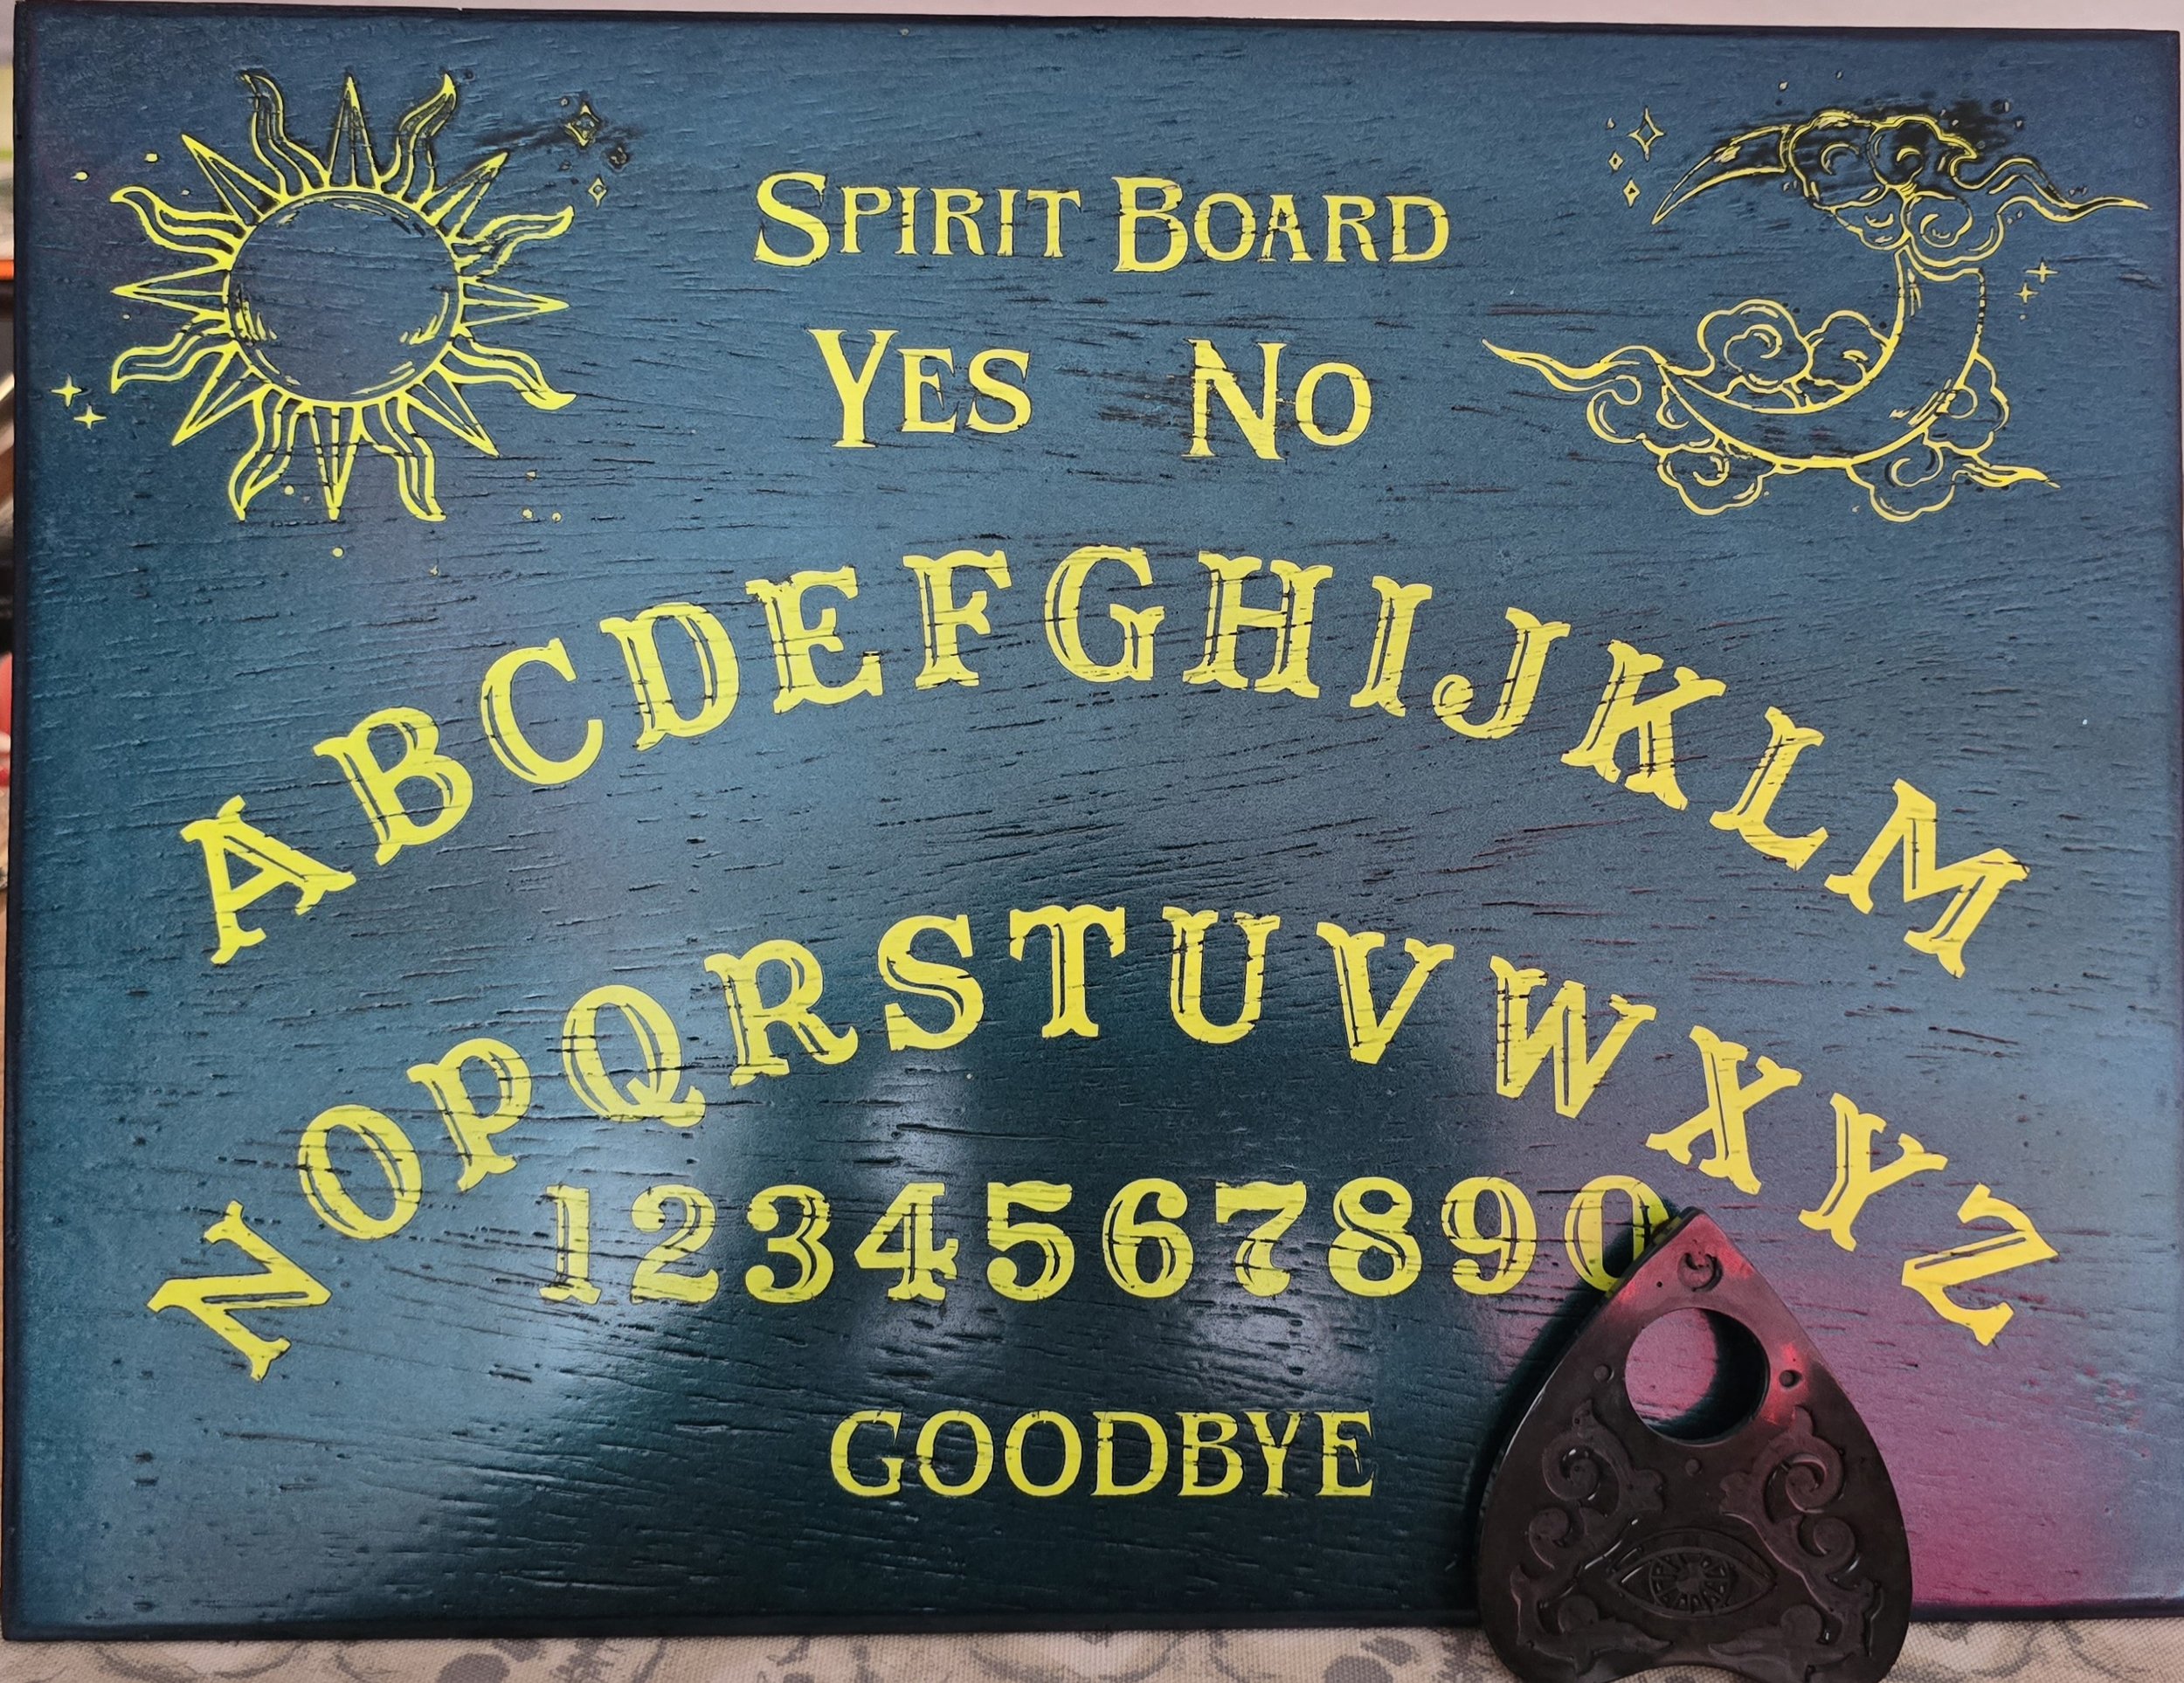 Spirit Board
Yes No
ABCDEFGHIJKLM
NOPQRSTUVWXYZ
1234567890
GOODBYE